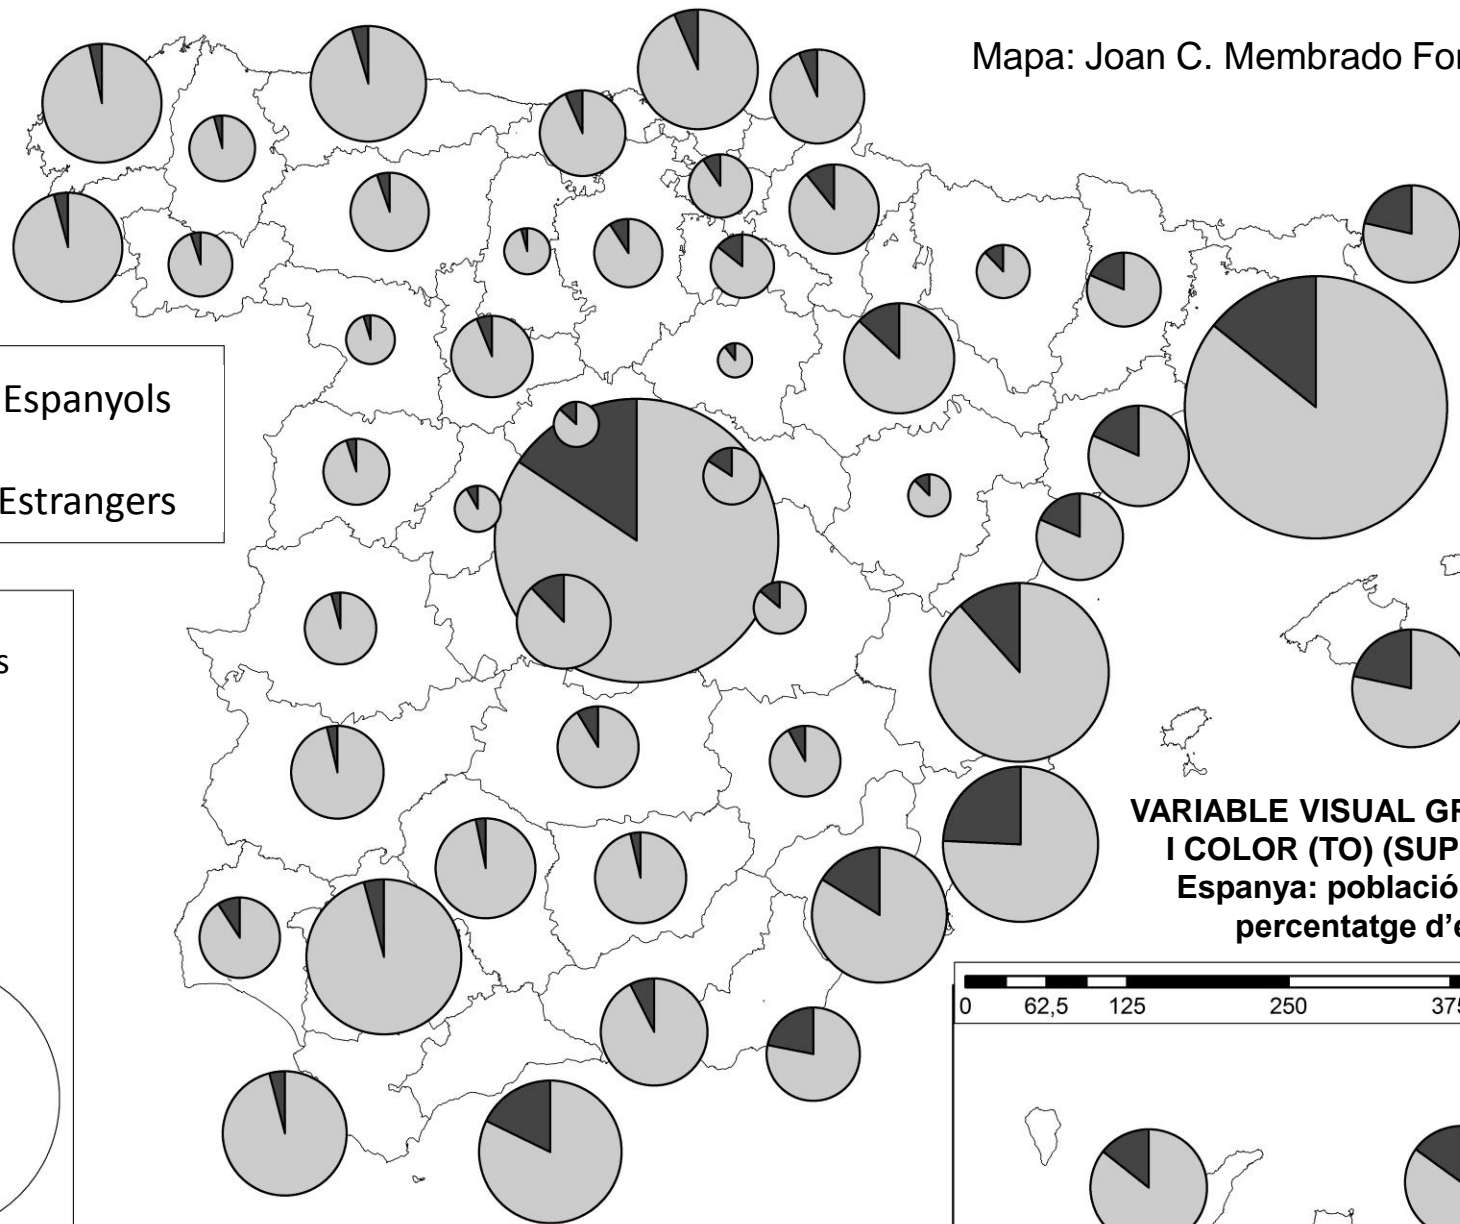 Mapa: Joan C. Membrado For
Espanyols
Estrangers
s
VARIABLE VISUAL GR
I COLOR (TO) (SUP
Espanya: població
percentatge d'e
0 62,5 125 250 375